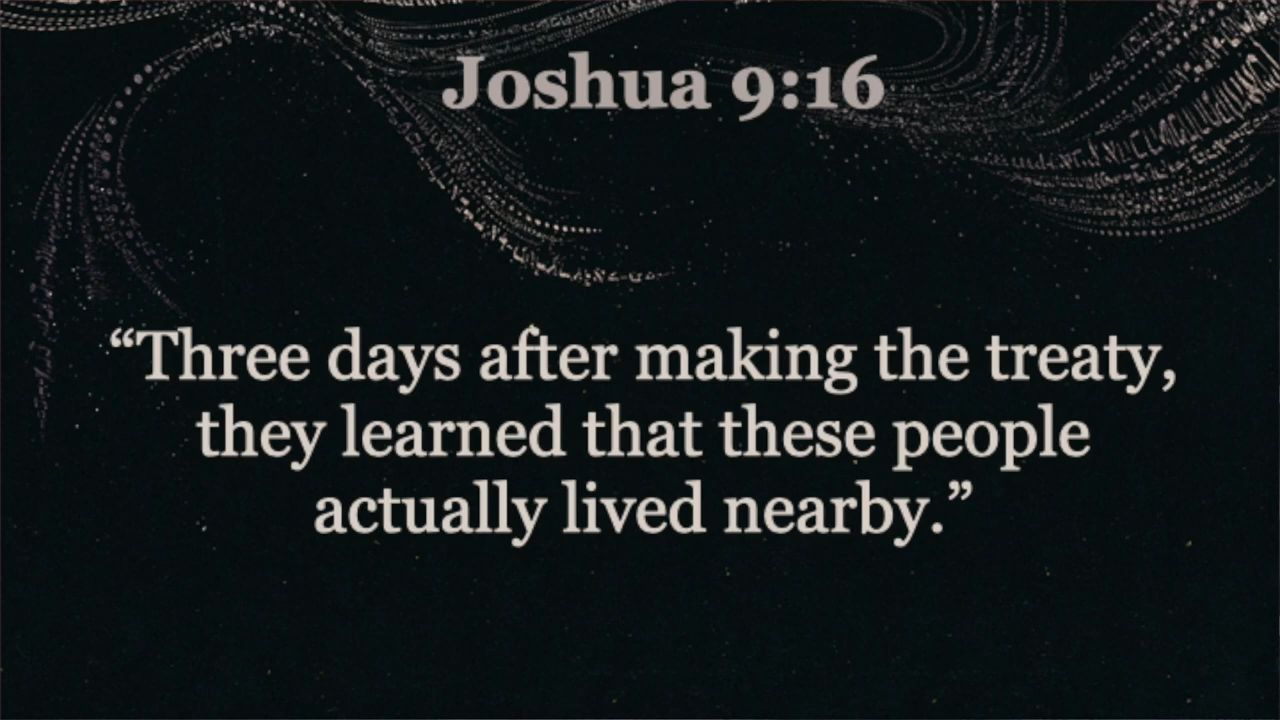 Joshua 9:16
“Three days after making the treaty,
they learned that these people
actually lived nearby.”